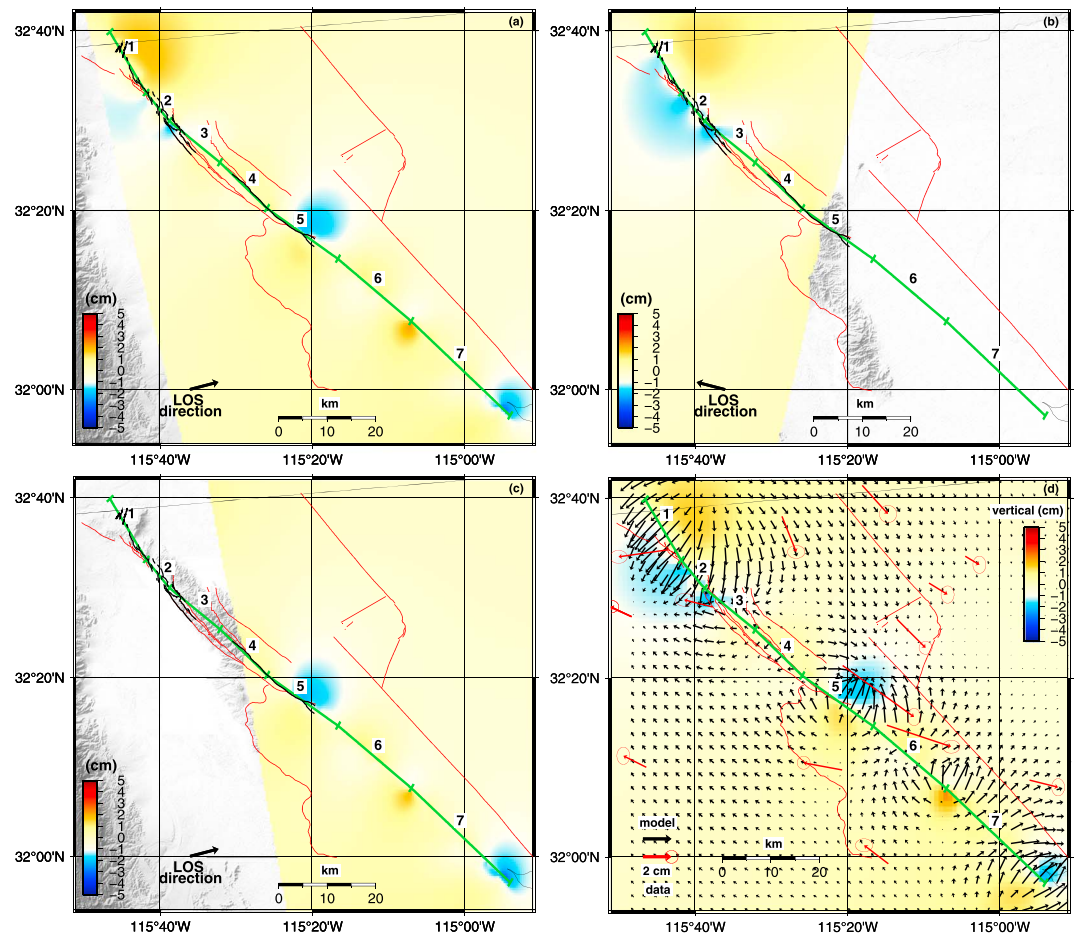 (a)
32°40'N
1
2
3
4
32°20'N
5
6
(cm)
5
4
3
2
1
0
−1
−2
−3
−4
−5
7
32°00'N
LOS
direction
km
0 10 20
115°40'W 115°20'W 115°00'W
(b)
32°40'N
1
2
3
4
32°20'N
5
6
(cm)
5
4
3
2
1
0
−1
−2
−3
−4
−5
7
32°00'N
LOS
direction
km
0 10 20
115°40'W 115°20'W 115°00'W
(c)
32°40'N
1
2
3
4
32°20'N
5
6
(cm)
5
4
3
2
1
0
−1
−2
−3
−4
−5
7
32°00'N
LOS
direction
km
0 10 20
115°40'W 115°20'W 115°00'W
(d)
32°40'N
1
vertical (cm)
5
4
3
2
1
0
−1
−2
−3
−4
−5
2
3
4
32°20'N
5
6
7
model
2 cm
data
32°00'N
km
0 10 20
115°40'W 115°20'W 115°00'W